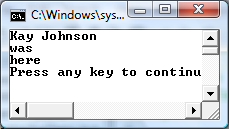 C:\Windows\sys...
Kay Johnson
was
here
Press any key to continu